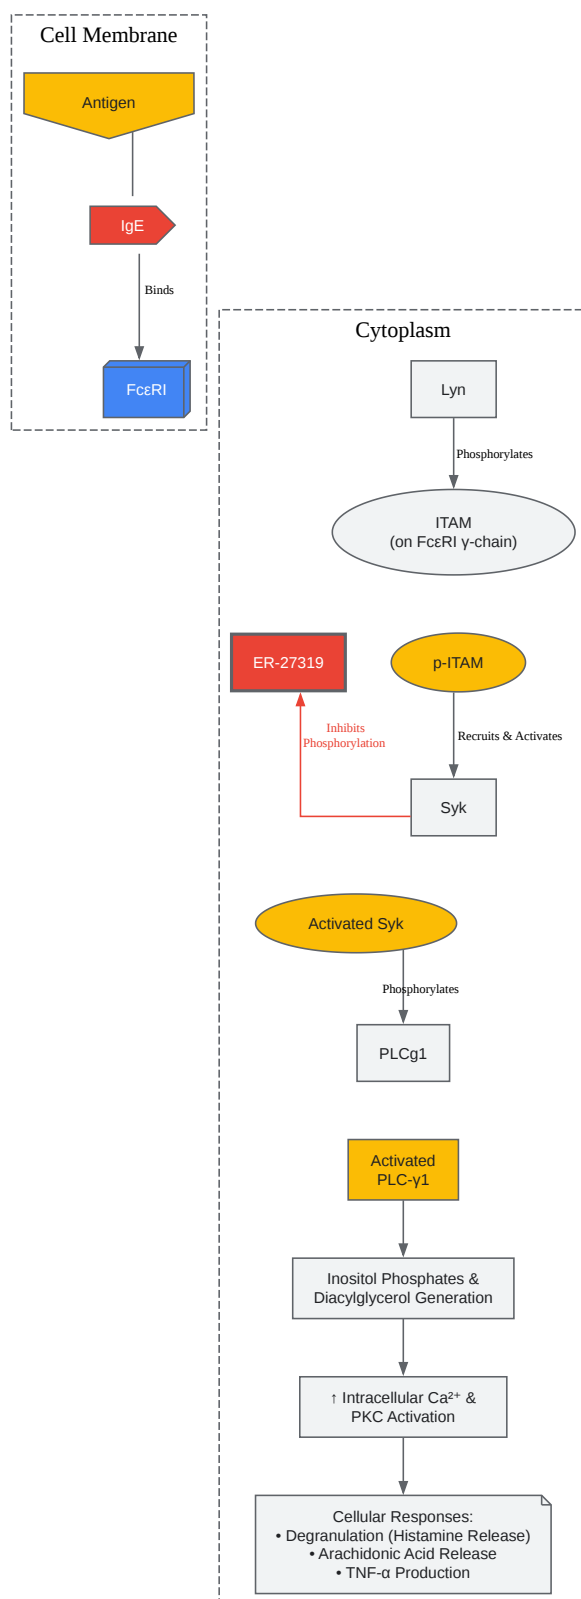 Cell Membrane
Antigen
IgE
Binds
FcεRI
Cytoplasm
Lyn
Phosphorylates
ITAM
(on FcεRI γ-chain)
ER-27319
p-ITAM
Inhibits
Phosphorylation
Recruits & Activates
Syk
Activated Syk
Phosphorylates
PLCg1
Activated
PLC-γ1
Inositol Phosphates &
Diacylglycerol Generation
↑ Intracellular Ca²⁺ &
PKC Activation
Cellular Responses:
• Degranulation (Histamine Release)
• Arachidonic Acid Release
• TNF-α Production